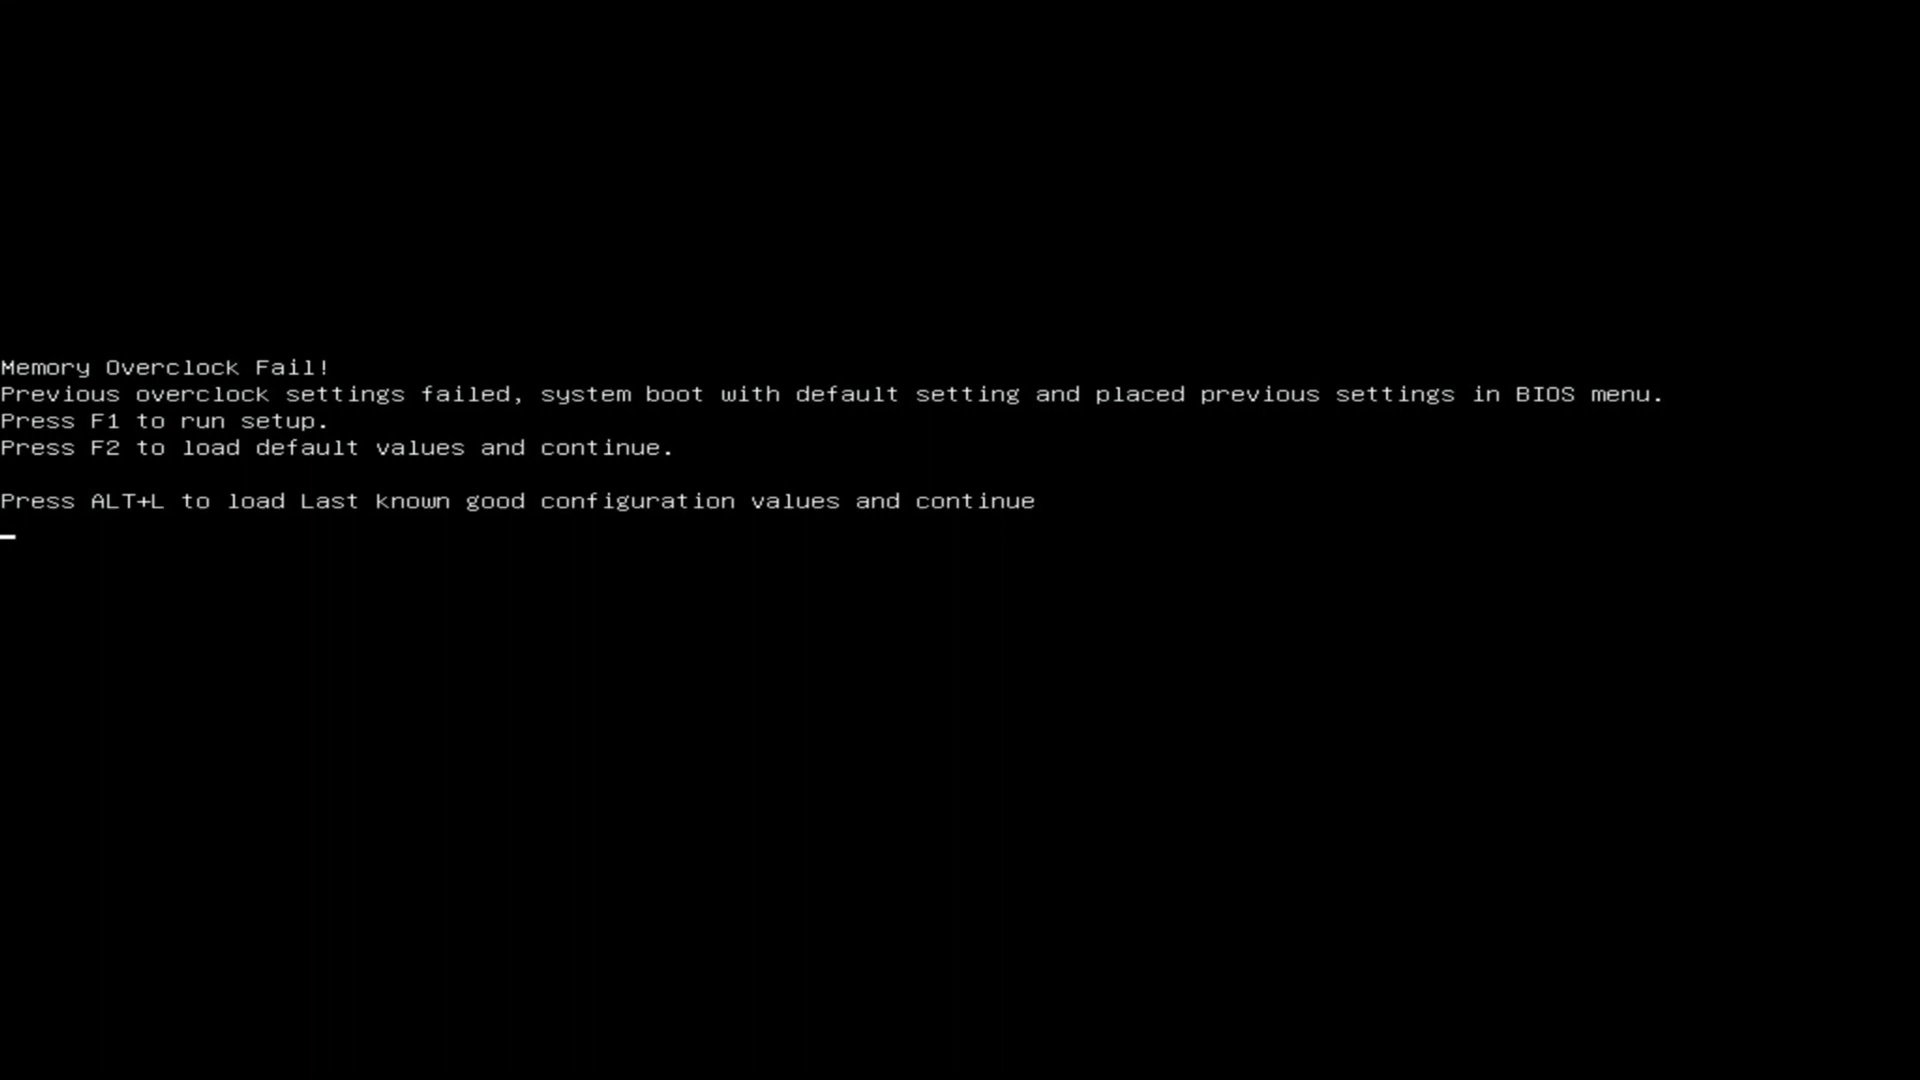 Memory Overclock Fail!
Previous overclock settings failed, system boot with default setting and placed previous settings in BIOS menu.
Press F1 to run setup.
Press F2 to load default values and continue.
Press ALT+L to load Last known good configuration values and continue